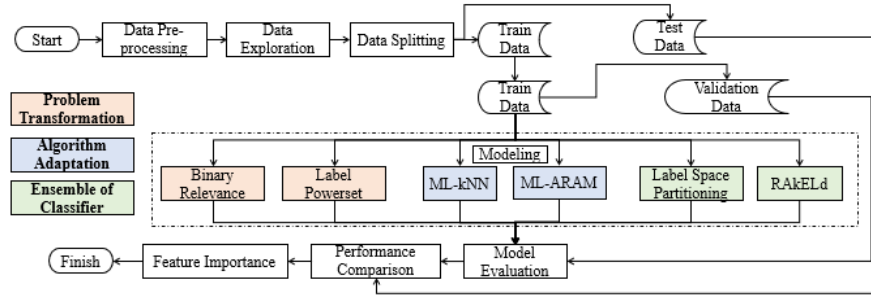 Start
Data Pre-
processing
Data
Exploration
Data Splitting
Train
Data
Test
Data
Train
Data
Validation
Data
Problem
Transformation
Algorithm
Adaptation
Ensemble of
Classifier
Modeling
Binary
Relevance
Label
Powerset
ML-kNN
ML-ARAM
Label Space
Partitioning
RAkELd
Finish
Feature Importance
Performance
Comparison
Model
Evaluation